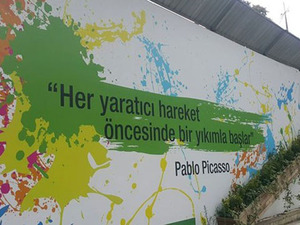 “Her yaratıcı hareket
öncesinde bir yıkımla başlar”
Pablo Picasso